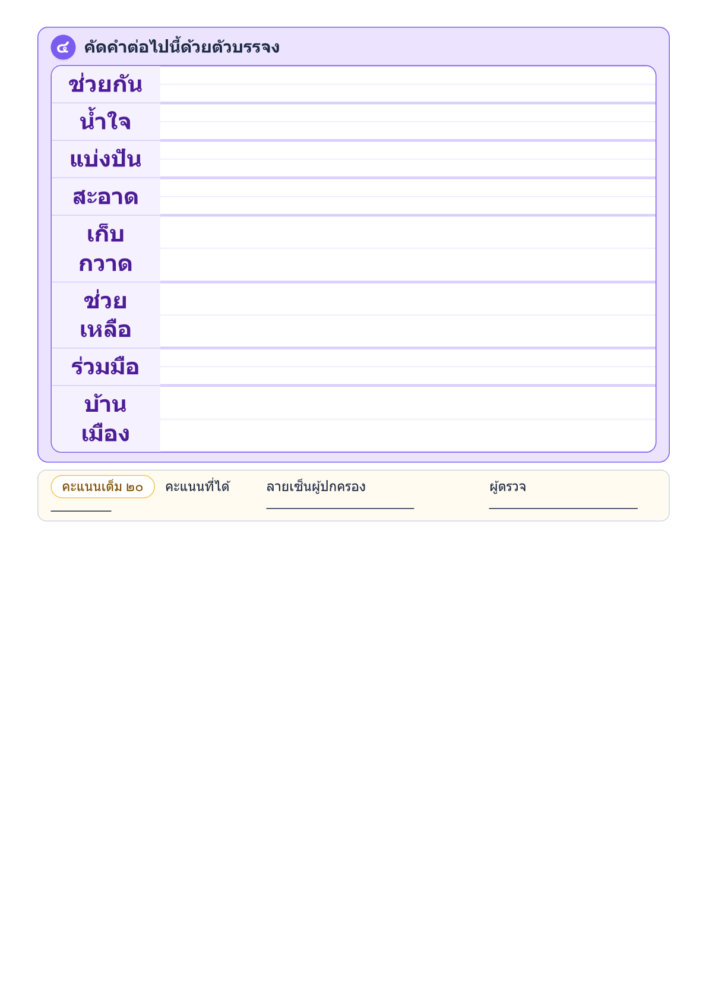 ๔ คัดคำต่อไปนี้ด้วยตัวบรรจง
ช่วยกัน
น้ำใจ
แบ่งปัน
สะอาด
เก็บ
กวาด
ช่วย
เหลือ
ร่วมมือ
บ้าน
เมือง
คะแนนเต็ม ๒๐ คะแนนที่ได้ ลายเซ็นผู้ปกครอง ผู้ตรวจ